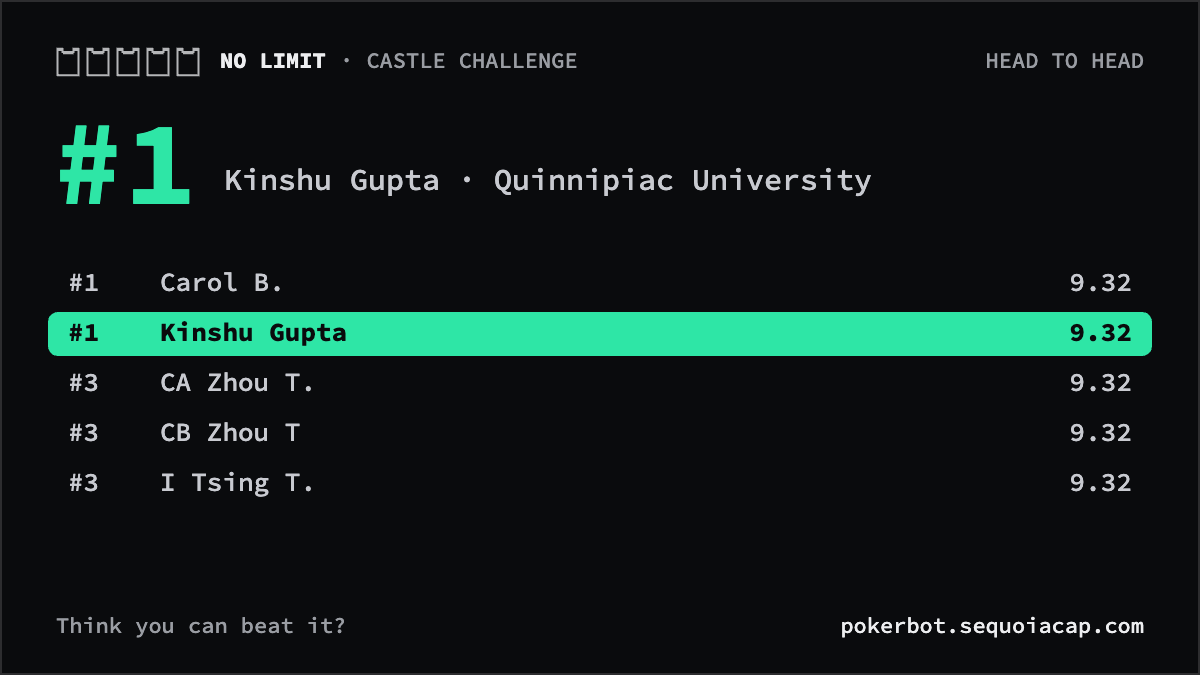 NO LIMIT · CASTLE CHALLENGE HEAD TO HEAD
#1 Kinshu Gupta · Quinnipiac University
#1 Carol B. 9.32
#1 Kinshu Gupta 9.32
#3 CA Zhou T. 9.32
#3 CB Zhou T 9.32
#3 I Tsing T. 9.32
Think you can beat it? pokerbot.sequoiacap.com